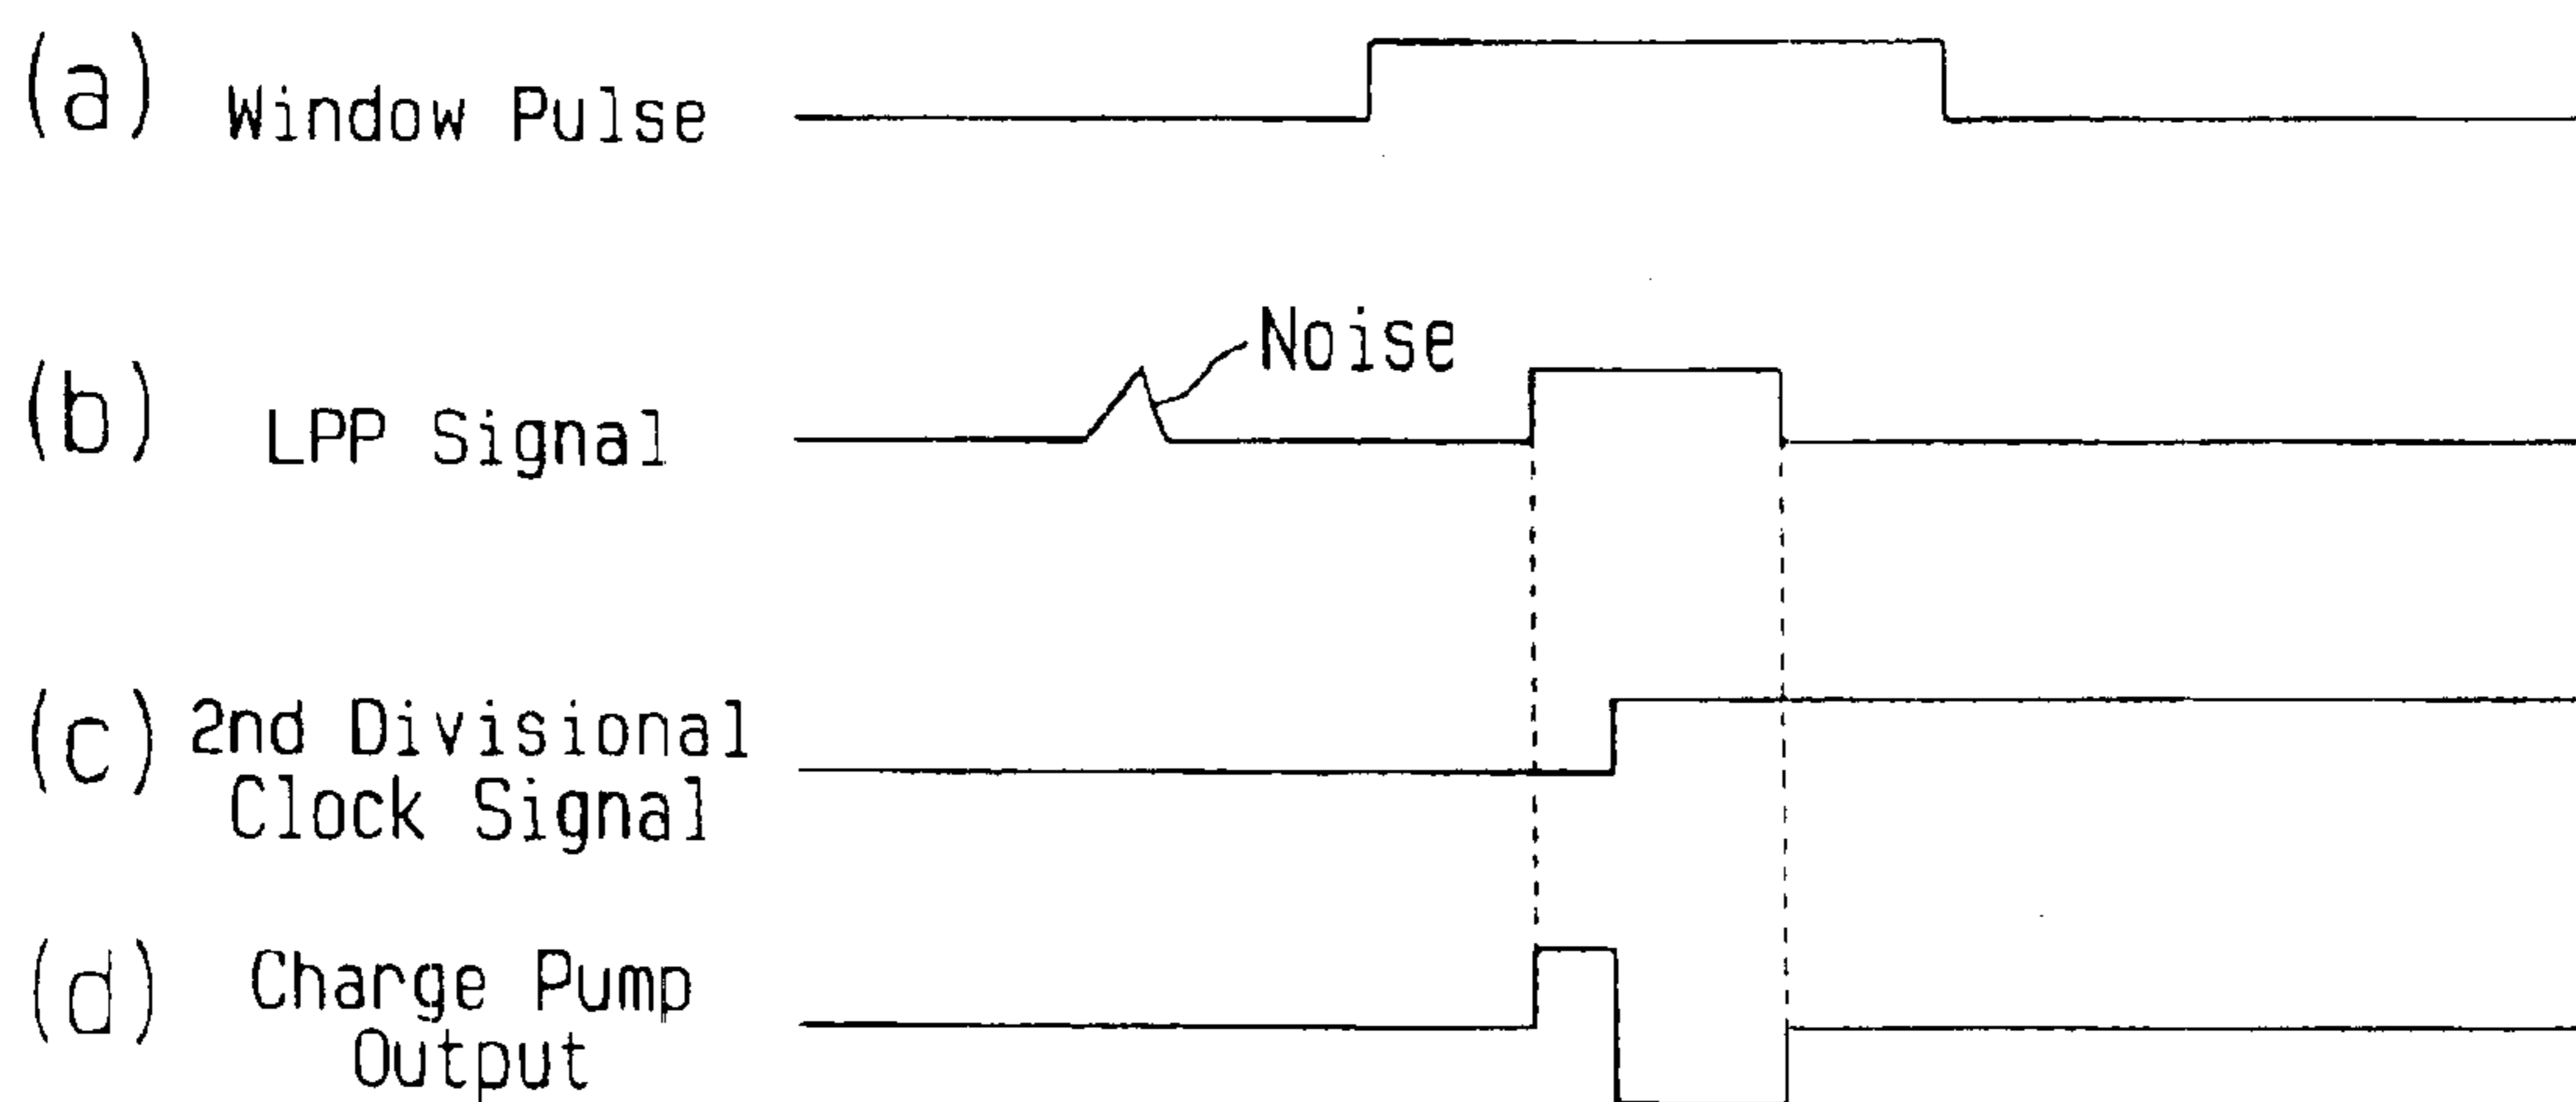 (a) Window Pulse
Noise
(b) LPP Signal
(c) 2nd Divisional
Clock Signal
(d) Charge Pump
Output